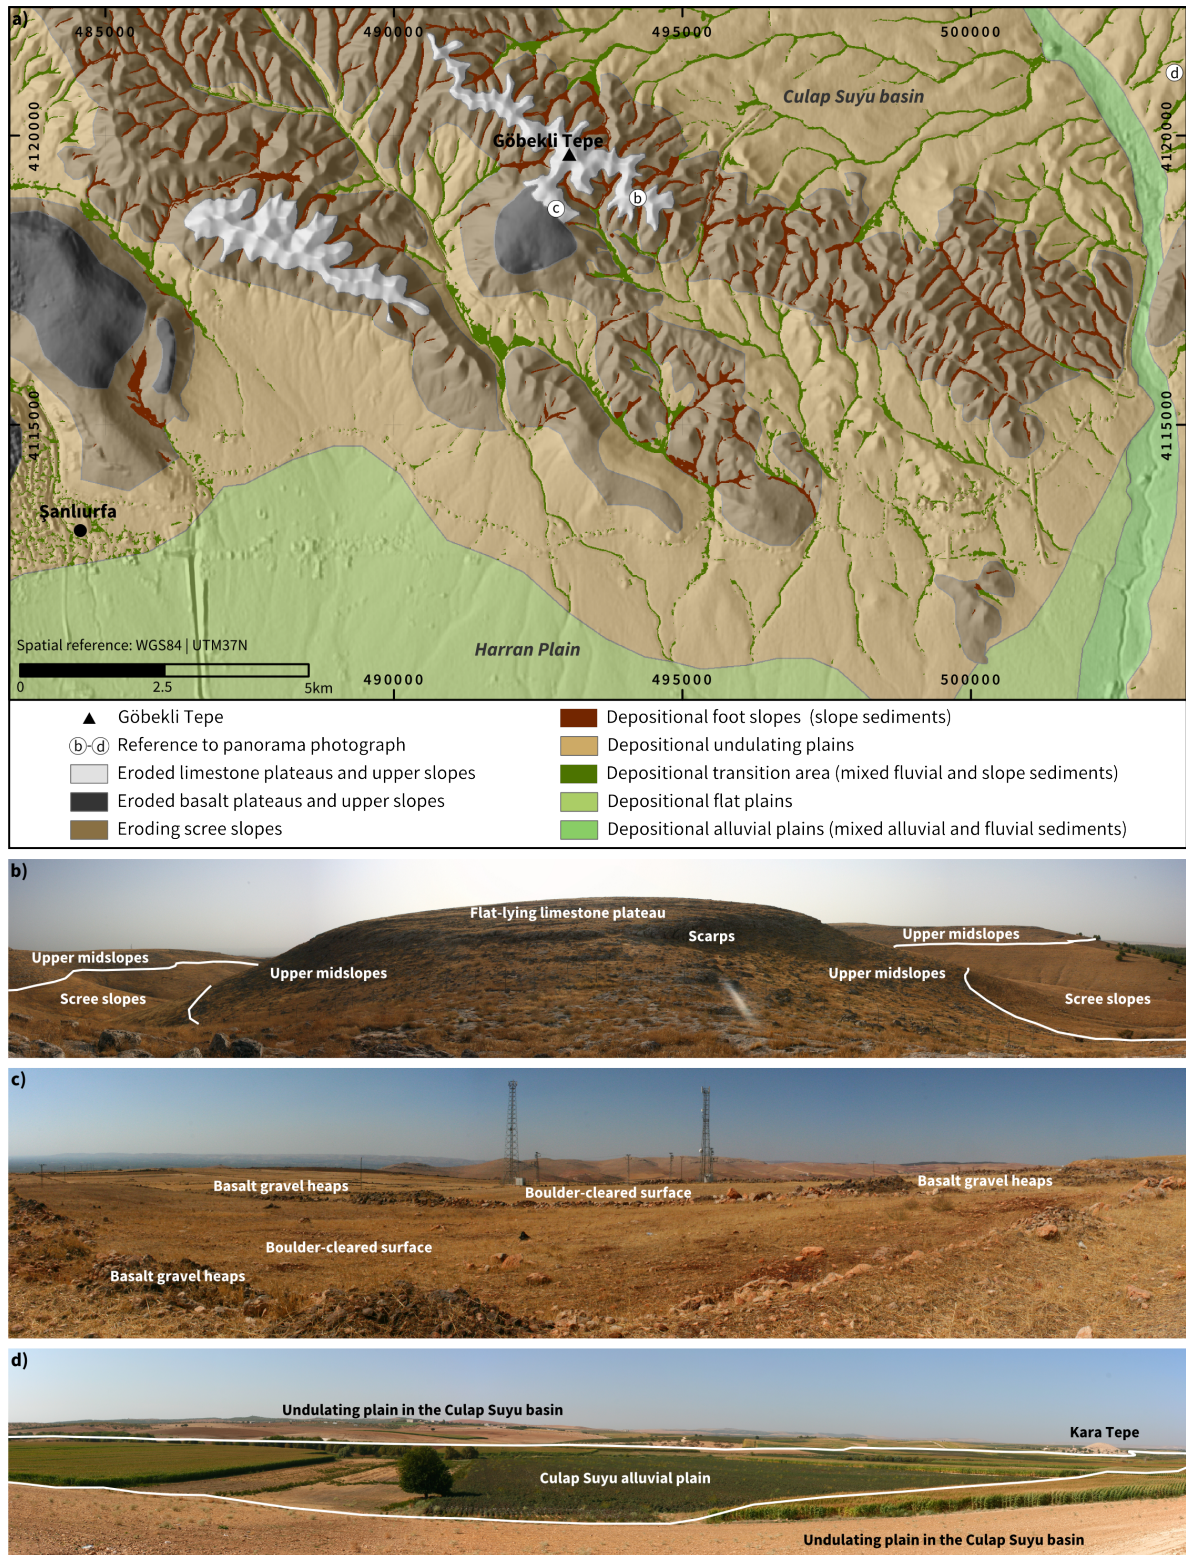 a)
485000
490000
495000
500000
Culap Suyu basin
d
4120000
4120000
Göbekli Tepe
b
c
4115000
4115000
Şanlıurfa
Harran Plain
Spatial reference: WGS84 | UTM37N
0
2.5
5km
490000
495000
500000
Göbekli Tepe
b-d Reference to panorama photograph
Eroded limestone plateaus and upper slopes
Eroded basalt plateaus and upper slopes
Eroding scree slopes
Depositional foot slopes (slope sediments)
Depositional undulating plains
Depositional transition area (mixed fluvial and slope sediments)
Depositional flat plains
Depositional alluvial plains (mixed alluvial and fluvial sediments)
b)
Flat-lying limestone plateau
Scarps
Upper midslopes
Upper midslopes
Upper midslopes
Upper midslopes
Scree slopes
Scree slopes
c)
Basalt gravel heaps
Boulder-cleared surface
Basalt gravel heaps
Boulder-cleared surface
Basalt gravel heaps
d)
Undulating plain in the Culap Suyu basin
Kara Tepe
Culap Suyu alluvial plain
Undulating plain in the Culap Suyu basin